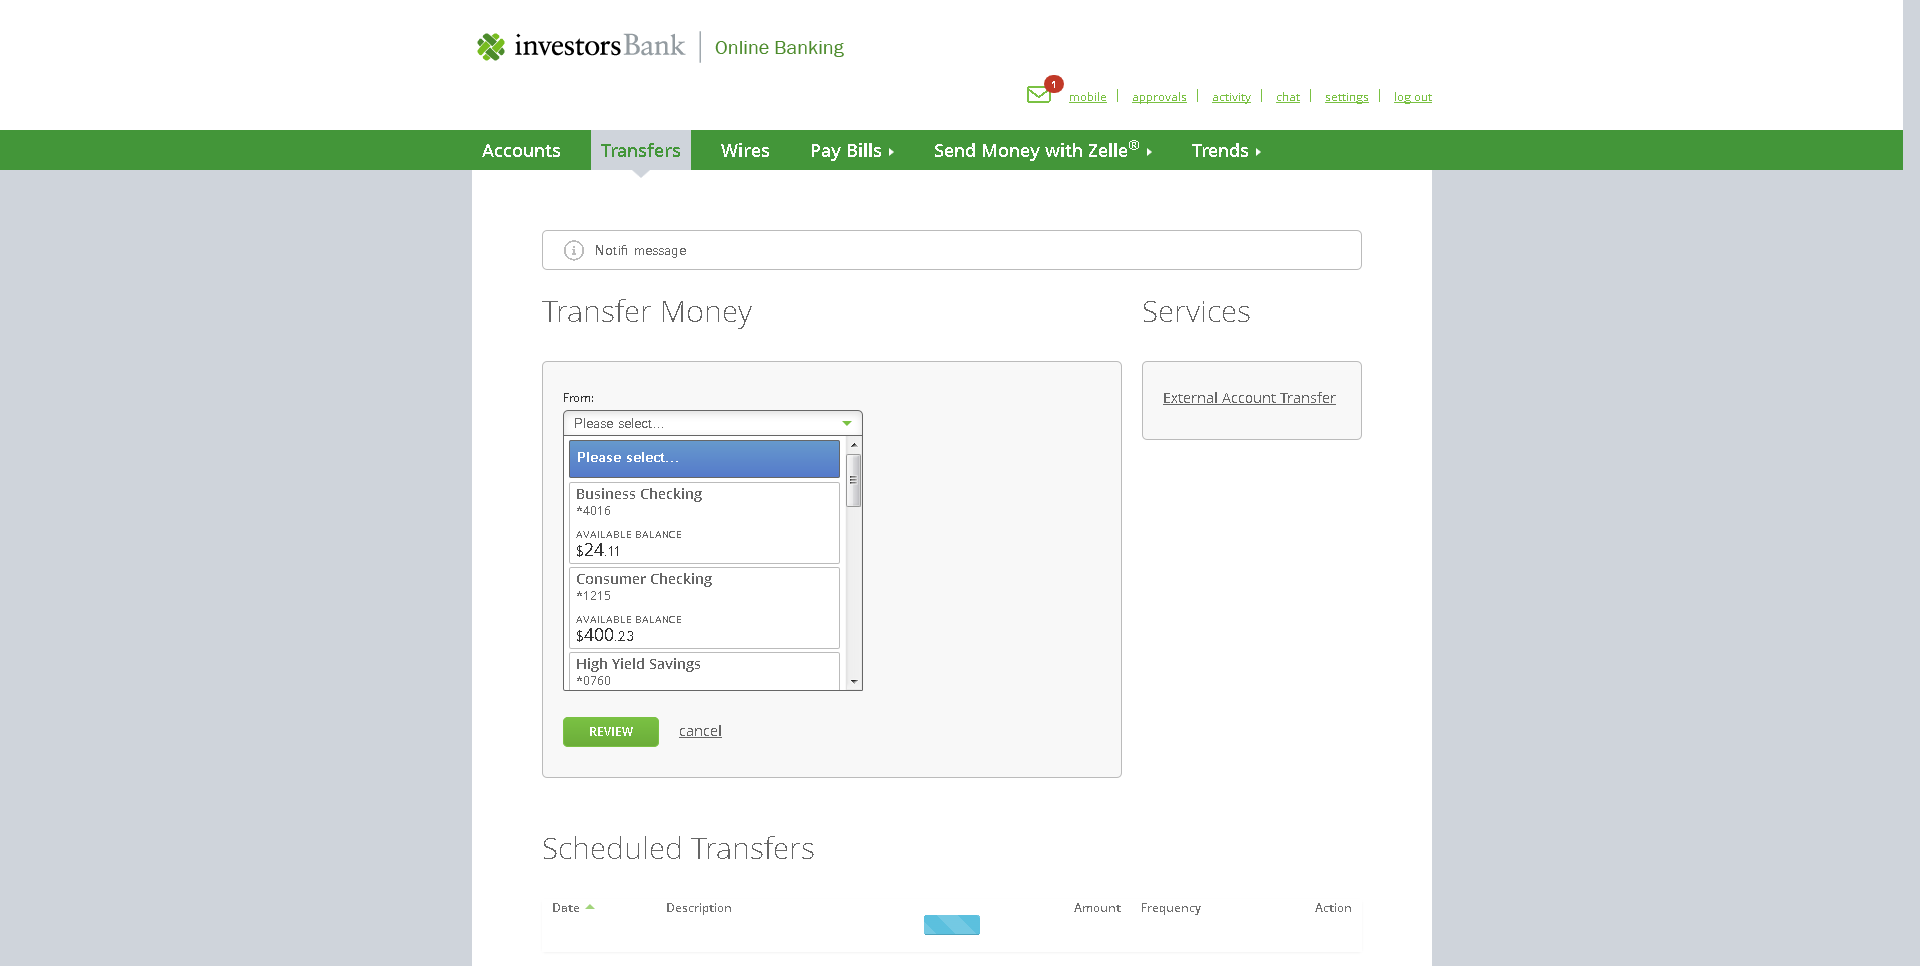 investorsBank Online Banking
1
mobile approvals activity chat settings log out
Accounts Transfers Wires Pay Bills Send Money with Zelle® Trends
Notifi message
Transfer Money
Services
From:
External Account Transfer
Please select...
Please select...
Business Checking
*4016
AVAILABLE BALANCE
$24.11
Consumer Checking
*1215
AVAILABLE BALANCE
$400.23
High Yield Savings
*0760
REVIEW cancel
Scheduled Transfers
Date Description Amount Frequency Action